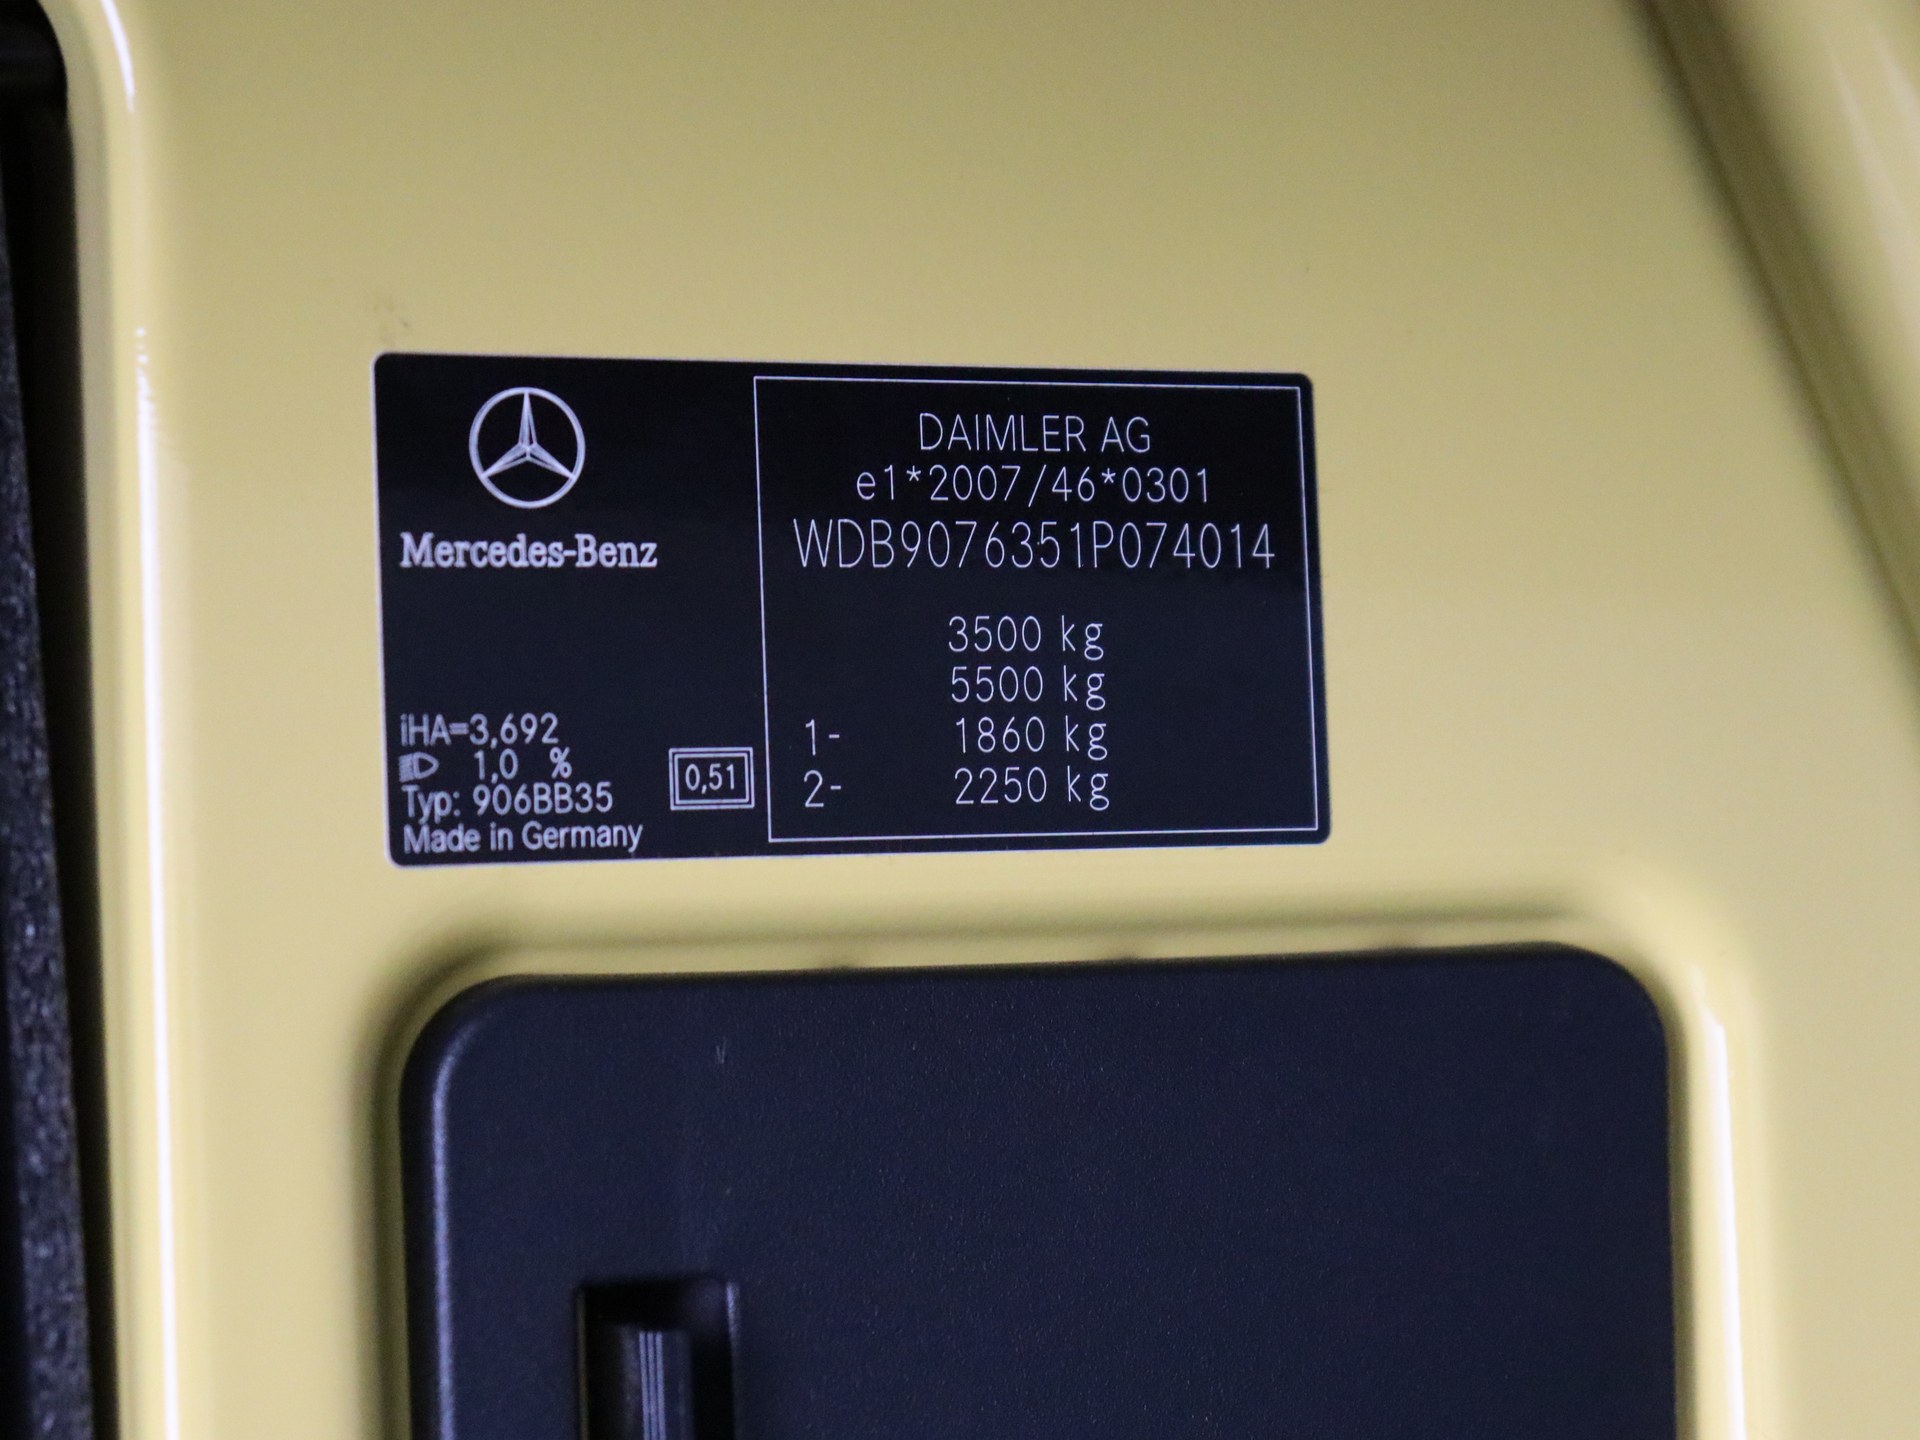 Mercedes-Benz
iHA=3,692
1,0 %
Typ: 906BB35
Made in Germany
0,51
DAIMLER AG
e1*2007/46*0301
WDB9076351P074014
3500 kg
5500 kg
1- 1860 kg
2- 2250 kg